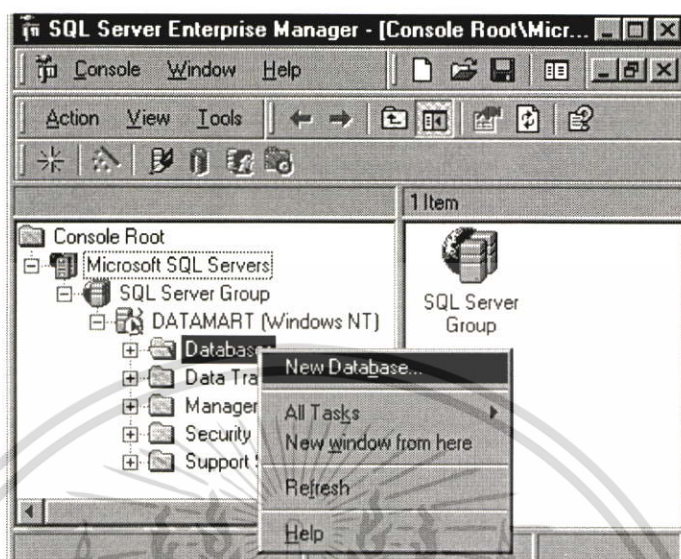 SQL Server Enterprise Manager - [Console Root\Micr...
Console Window Help
Action View Tools
1 Item
Console Root
Microsoft SQL Servers
SQL Server Group
DATAMART (Windows NT)
Databases
Data Tra
Manager
Security
Support S
SQL Server
Group
New Database...
All Tasks
New window from here
Refresh
Help